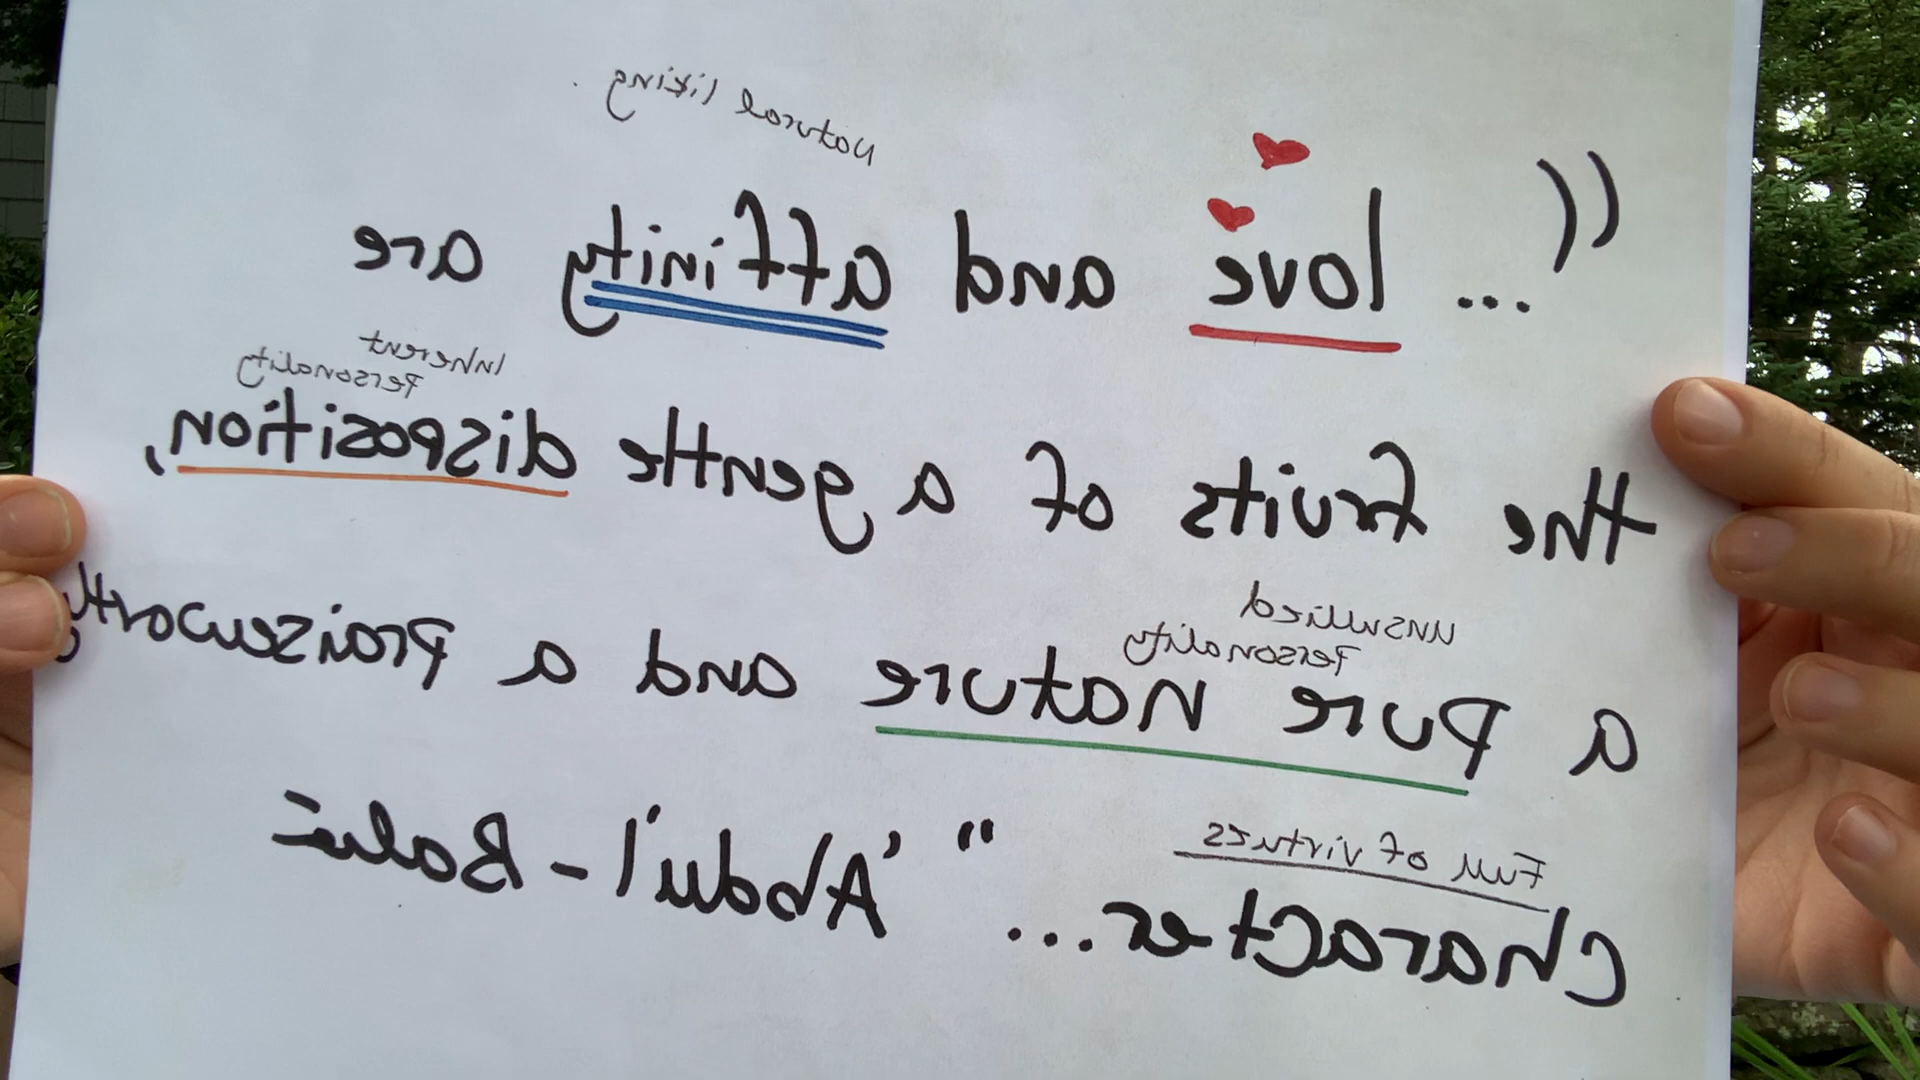 natural liking
"... love and affinity are
Inherent
Personality
the fruits of a gentle disposition,
unsullied
Personality
a pure nature and a praiseworthy
Full of virtures
Character..." 'Abdu'l-Bahá